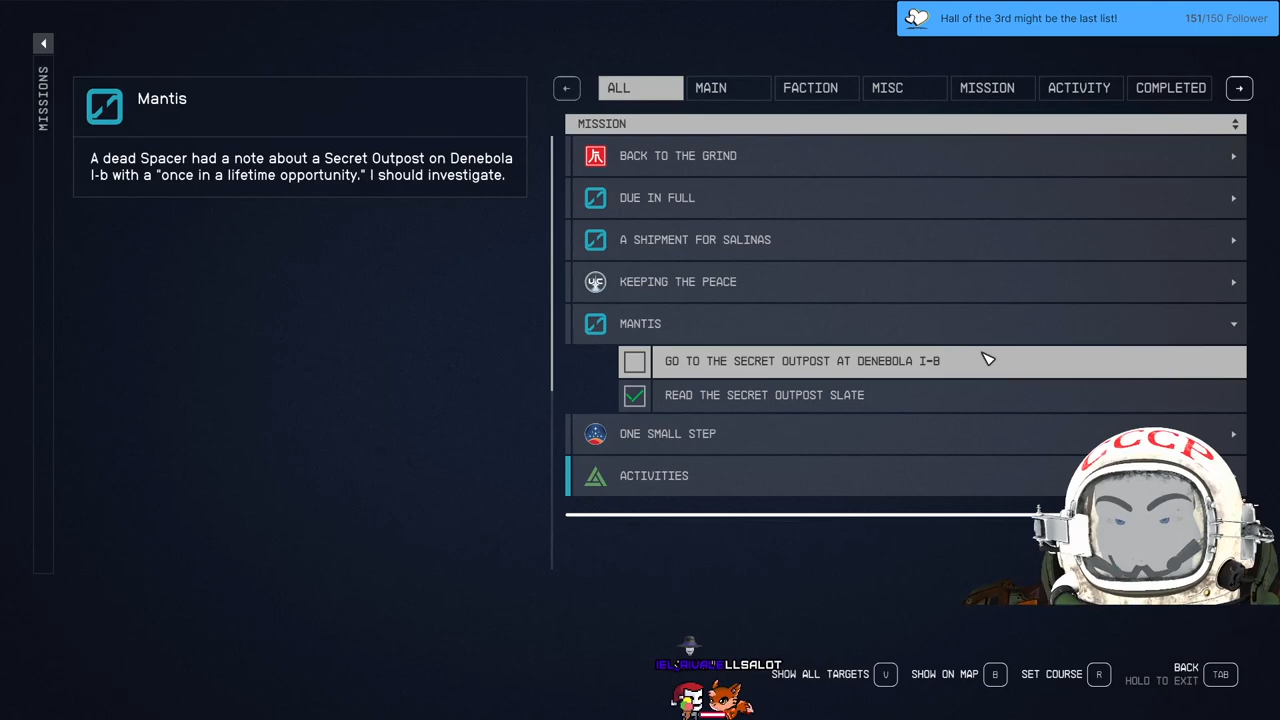 Hall of the 3rd might be the last list! 151/150 Follower
MISSIONS
Mantis
A dead Spacer had a note about a Secret Outpost on Denebola
I-b with a "once in a lifetime opportunity." I should investigate.
ALL MAIN FACTION MISC MISSION ACTIVITY COMPLETED
MISSION
BACK TO THE GRIND
DUE IN FULL
A SHIPMENT FOR SALINAS
UC KEEPING THE PEACE
MANTIS
GO TO THE SECRET OUTPOST AT DENEBOLA I-B
READ THE SECRET OUTPOST SLATE
ONE SMALL STEP
ACTIVITIES
CCCP
SHOW ALL TARGETS V SHOW ON MAP B SET COURSE R BACK
HOLD TO EXIT TAB